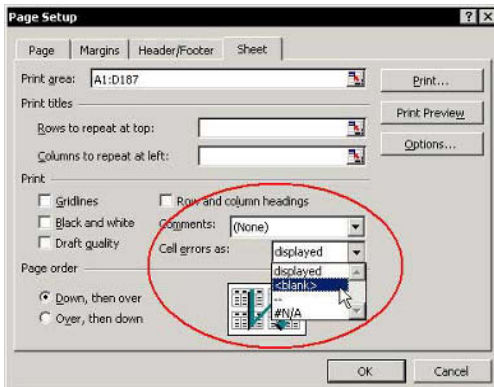 Page Setup
Page Margins Header/Footer Sheet
Print area: A1:D187
Print...
Print titles
Print Preview
Rows to repeat at top:
Options...
Columns to repeat at left:
Print
Gridlines Row and column headings
Black and white Comments: (None)
Draft quality Cell errors as: displayed
displayed
<blank>
--
#N/A
Page order
Down, then over
Over, then down
OK Cancel